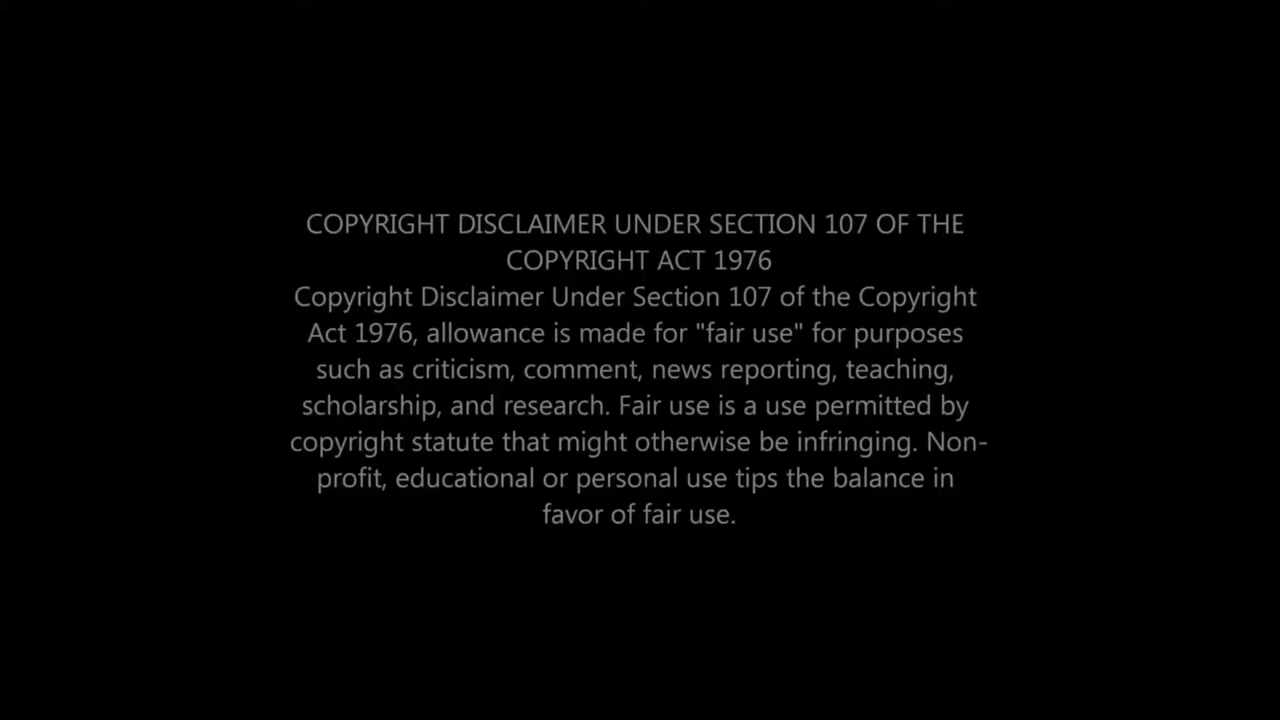 COPYRIGHT DISCLAIMER UNDER SECTION 107 OF THE
COPYRIGHT ACT 1976
Copyright Disclaimer Under Section 107 of the Copyright
Act 1976, allowance is made for "fair use" for purposes
such as criticism, comment, news reporting, teaching,
scholarship, and research. Fair use is a use permitted by
copyright statute that might otherwise be infringing. Non-
profit, educational or personal use tips the balance in
favor of fair use.